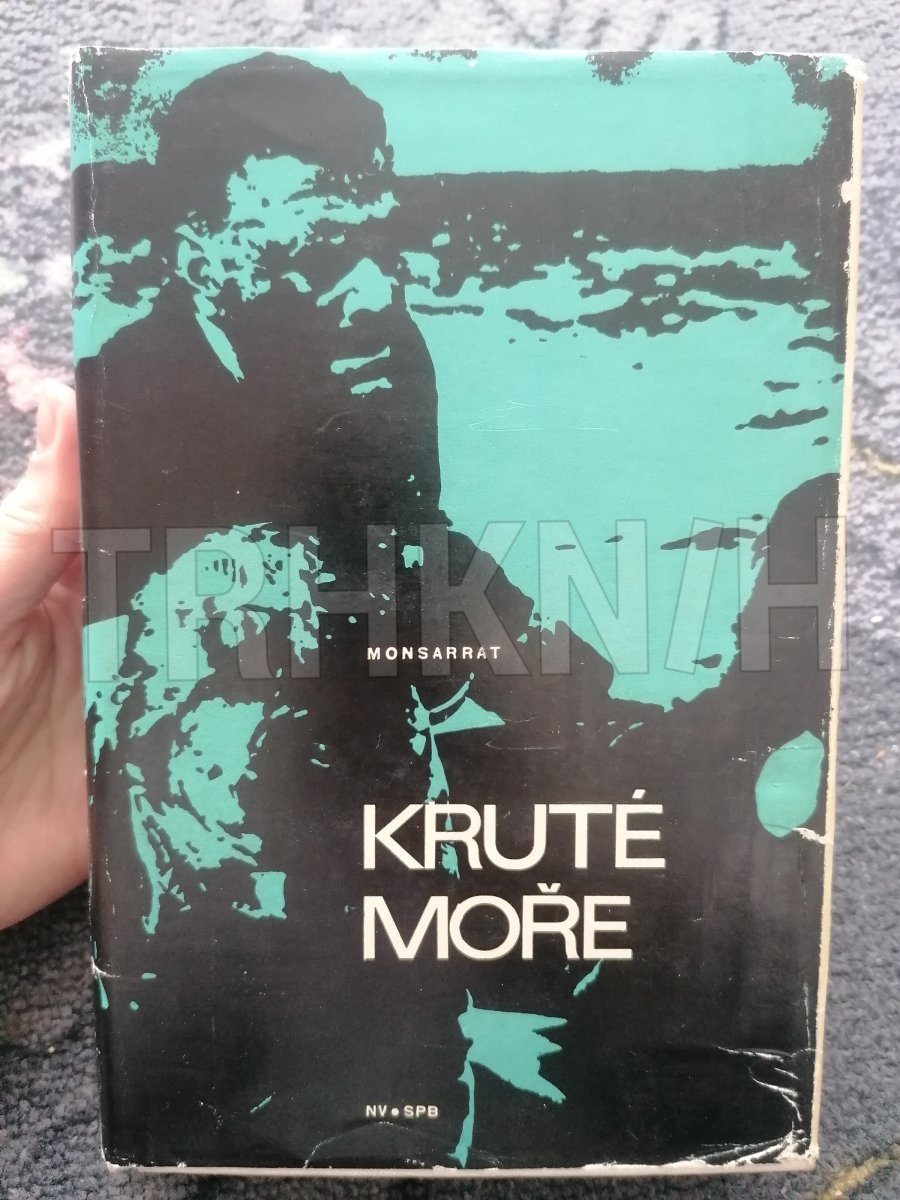 TRHKNIH
MONSARRAT
KRUTÉ
MOŘE
NV • SPB